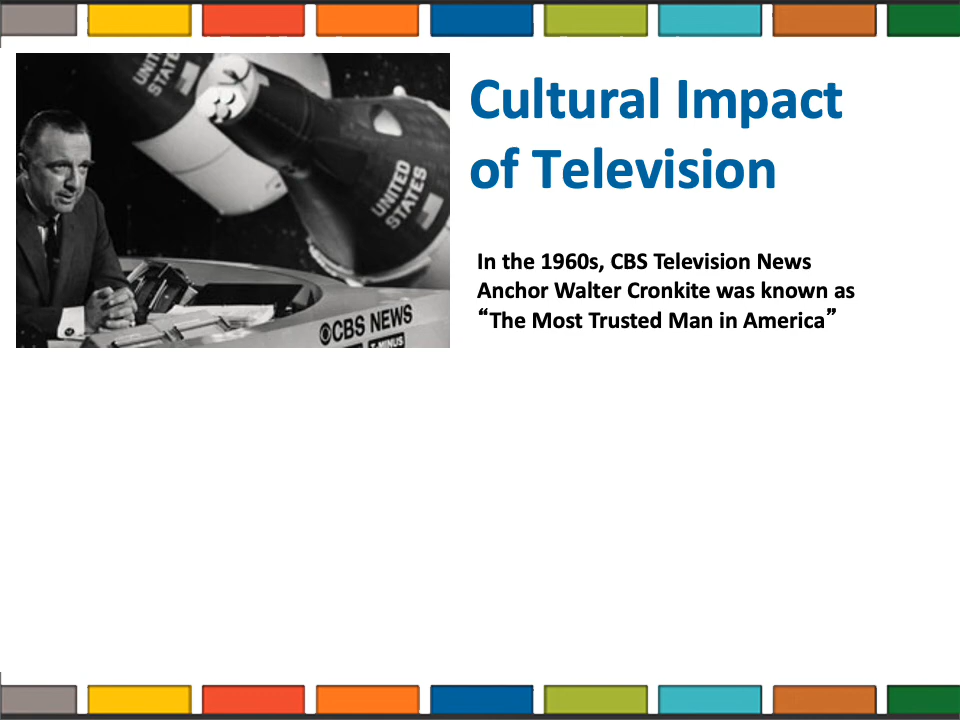 UNITED
STATES
UNITED
STATES
CBS NEWS
T-MINUS
Cultural Impact
of Television
In the 1960s, CBS Television News
Anchor Walter Cronkite was known as
“The Most Trusted Man in America”